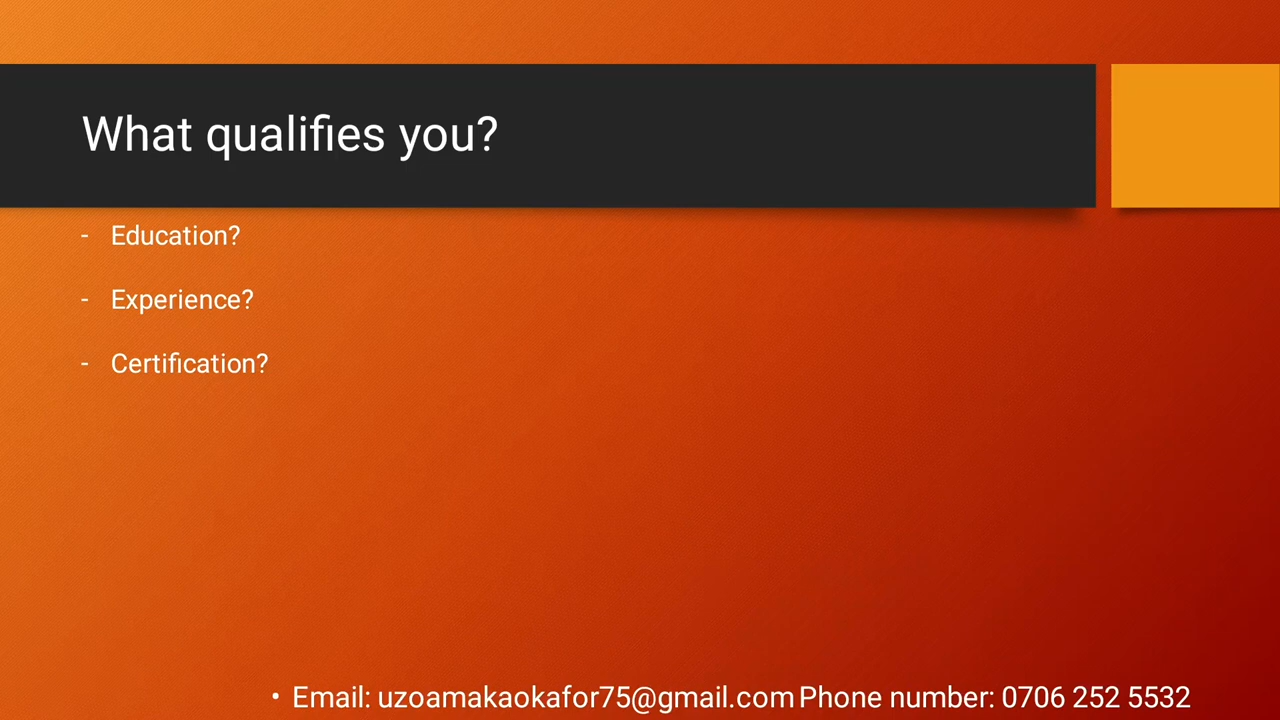 What qualifies you?
- Education?
- Experience?
- Certification?
• Email: uzoamakaokafor75@gmail.com Phone number: 0706 252 5532